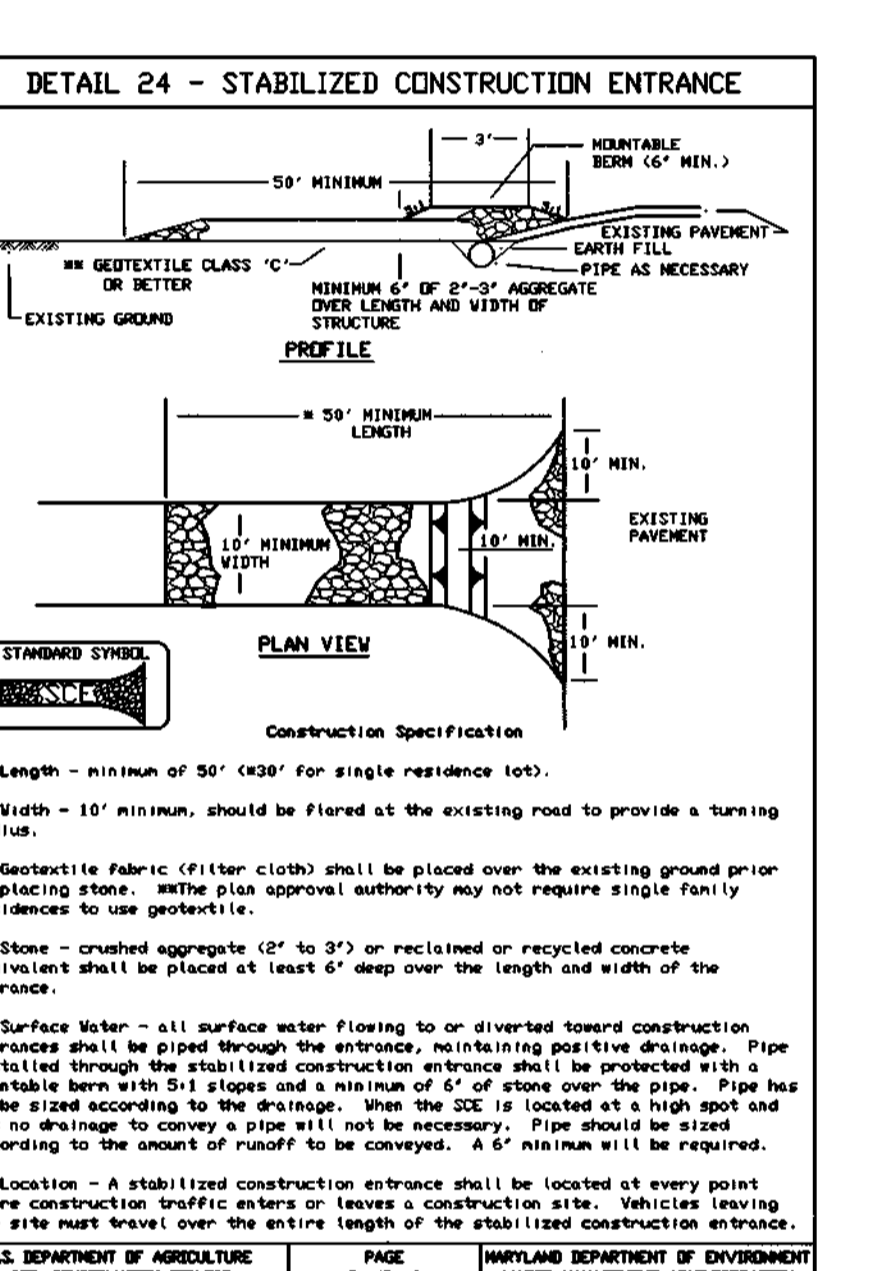 DETAIL 24 - STABILIZED CONSTRUCTION ENTRANCE
3'
MOUNTABLE
BERM (6" MIN.)
50' MINIMUM
5:1
5:1
EXISTING PAVEMENT
EARTH FILL
** GEOTEXTILE CLASS 'C'
OR BETTER
PIPE AS NECESSARY
MINIMUM 6" OF 2"-3" AGGREGATE
OVER LENGTH AND WIDTH OF
STRUCTURE
EXISTING GROUND
PROFILE
* 50' MINIMUM
LENGTH
10' MIN.
EXISTING
PAVEMENT
10' MINIMUM
WIDTH
10' MIN.
10' MIN.
PLAN VIEW
STANDARD SYMBOL
SCE
Construction Specification
Length - minimum of 50' (*30' for single residence lot).
Width - 10' minimum, should be flared at the existing road to provide a turning
ius.
Geotextile fabric (filter cloth) shall be placed over the existing ground prior
placing stone. **The plan approval authority may not require single family
idences to use geotextile.
Stone - crushed aggregate (2" to 3") or reclaimed or recycled concrete
ivalent shall be placed at least 6" deep over the length and width of the
rance.
Surface Water - all surface water flowing to or diverted toward construction
rances shall be piped through the entrance, maintaining positive drainage. Pipe
talled through the stabilized construction entrance shall be protected with a
ntable berm with 5:1 slopes and a minimum of 6" of stone over the pipe. Pipe has
be sized according to the drainage. When the SCE is located at a high spot and
no drainage to convey a pipe will not be necessary. Pipe should be sized
ording to the amount of runoff to be conveyed. A 6" minimum will be required.
Location - A stabilized construction entrance shall be located at every point
re construction traffic enters or leaves a construction site. Vehicles leaving
site must travel over the entire length of the stabilized construction entrance.
.S. DEPARTMENT OF AGRICULTURE
PAGE
MARYLAND DEPARTMENT OF ENVIRONMENT